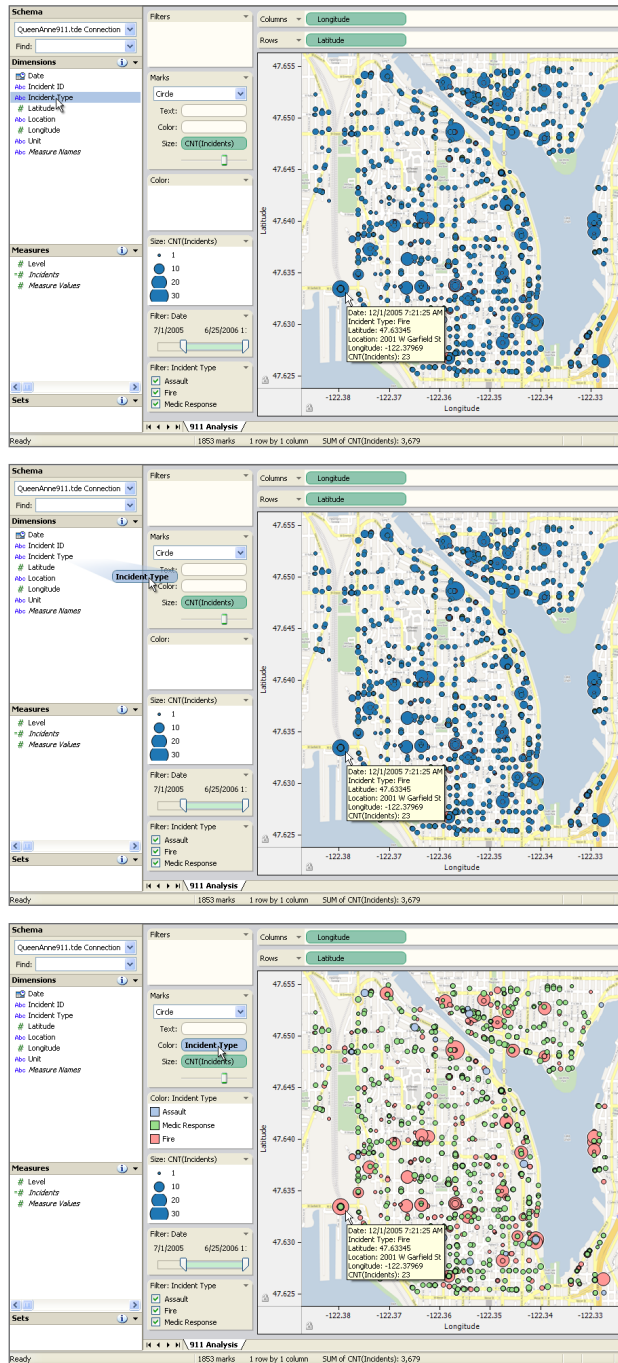 Schema
QueenAnne911.tde Connection
Find:
Dimensions
Date
Abc Incident ID
Abc Incident Type
# Latitude
Abc Location
# Longitude
Abc Unit
Abc Measure Names
Measures
# Level
=# Incidents
# Measure Values
Sets
Filters
Marks
Circle
Text:
Color:
Size: CNT(Incidents)
Color:
Size: CNT(Incidents)
1
10
20
30
Filter: Date
7/1/2005 6/25/2006 1:
Filter: Incident Type
Assault
Fire
Medic Response
Columns Longitude
Rows Latitude
47.655
47.650
47.645
47.640
47.635
47.630
47.625
Latitude
Date: 12/1/2005 7:21:25 AM
Incident Type: Fire
Latitude: 47.63345
Location: 2001 W Garfield St
Longitude: -122.37969
CNT(Incidents): 23
-122.38 -122.37 -122.36 -122.35 -122.34 -122.33
Longitude
911 Analysis
Ready 1853 marks 1 row by 1 column SUM of CNT(Incidents): 3,679
Schema
QueenAnne911.tde Connection
Find:
Dimensions
Date
Abc Incident ID
Abc Incident Type
# Latitude
Abc Location
# Longitude
Abc Unit
Abc Measure Names
Incident Type
Measures
# Level
=# Incidents
# Measure Values
Sets
Filters
Marks
Circle
Text:
Color:
Size: CNT(Incidents)
Color:
Size: CNT(Incidents)
1
10
20
30
Filter: Date
7/1/2005 6/25/2006 1:
Filter: Incident Type
Assault
Fire
Medic Response
Columns Longitude
Rows Latitude
47.655
47.650
47.645
47.640
47.635
47.630
47.625
Latitude
Date: 12/1/2005 7:21:25 AM
Incident Type: Fire
Latitude: 47.63345
Location: 2001 W Garfield St
Longitude: -122.37969
CNT(Incidents): 23
-122.38 -122.37 -122.36 -122.35 -122.34 -122.33
Longitude
911 Analysis
Ready 1853 marks 1 row by 1 column SUM of CNT(Incidents): 3,679
Schema
QueenAnne911.tde Connection
Find:
Dimensions
Date
Abc Incident ID
Abc Incident Type
# Latitude
Abc Location
# Longitude
Abc Unit
Abc Measure Names
Measures
# Level
=# Incidents
# Measure Values
Sets
Filters
Marks
Circle
Text:
Color: Incident Type
Size: CNT(Incidents)
Color: Incident Type
Assault
Medic Response
Fire
Size: CNT(Incidents)
1
10
20
30
Filter: Date
7/1/2005 6/25/2006 1:
Filter: Incident Type
Assault
Fire
Medic Response
Columns Longitude
Rows Latitude
47.655
47.650
47.645
47.640
47.635
47.630
47.625
Latitude
Date: 12/1/2005 7:21:25 AM
Incident Type: Fire
Latitude: 47.63345
Location: 2001 W Garfield St
Longitude: -122.37969
CNT(Incidents): 23
-122.38 -122.37 -122.36 -122.35 -122.34 -122.33
Longitude
911 Analysis
Ready 1853 marks 1 row by 1 column SUM of CNT(Incidents): 3,679